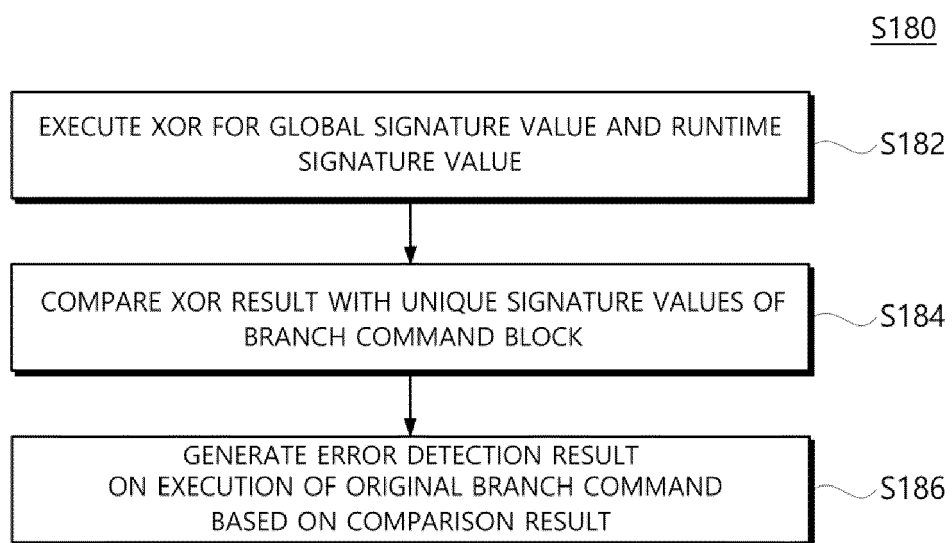 S180
EXECUTE XOR FOR GLOBAL SIGNATURE VALUE AND RUNTIME
SIGNATURE VALUE
S182
COMPARE XOR RESULT WITH UNIQUE SIGNATURE VALUES OF
BRANCH COMMAND BLOCK
S184
GENERATE ERROR DETECTION RESULT
ON EXECUTION OF ORIGINAL BRANCH COMMAND
BASED ON COMPARISON RESULT
S186